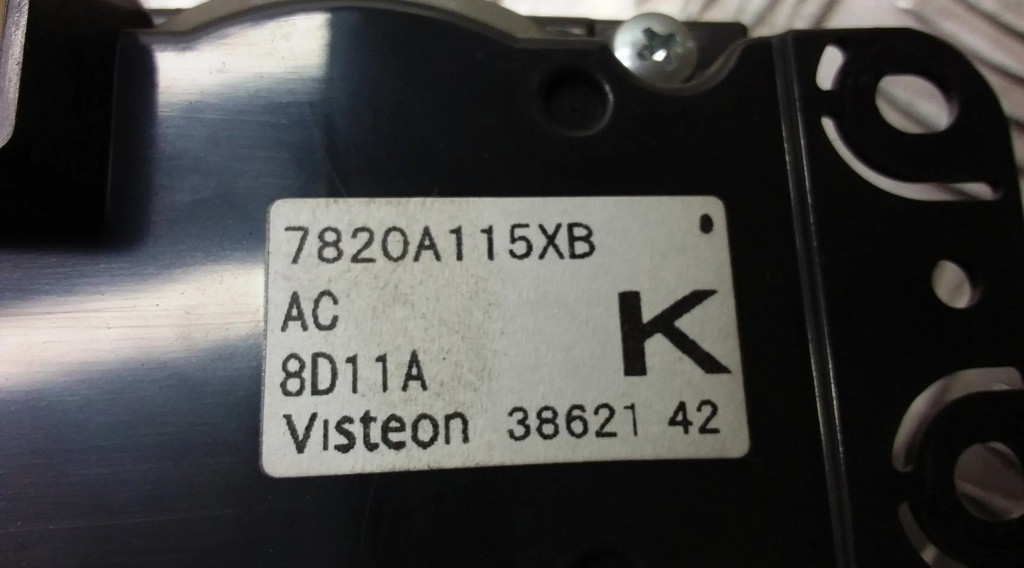 7820A115XB
AC
K
8D11A
Visteon 38621 42